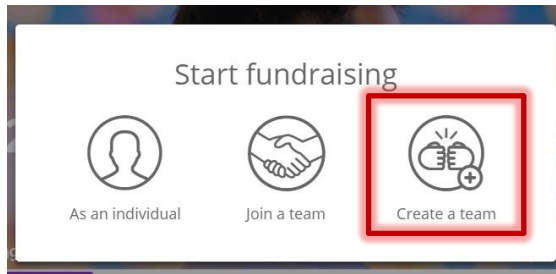 Start fundraising
As an individual
Join a team
Create a team